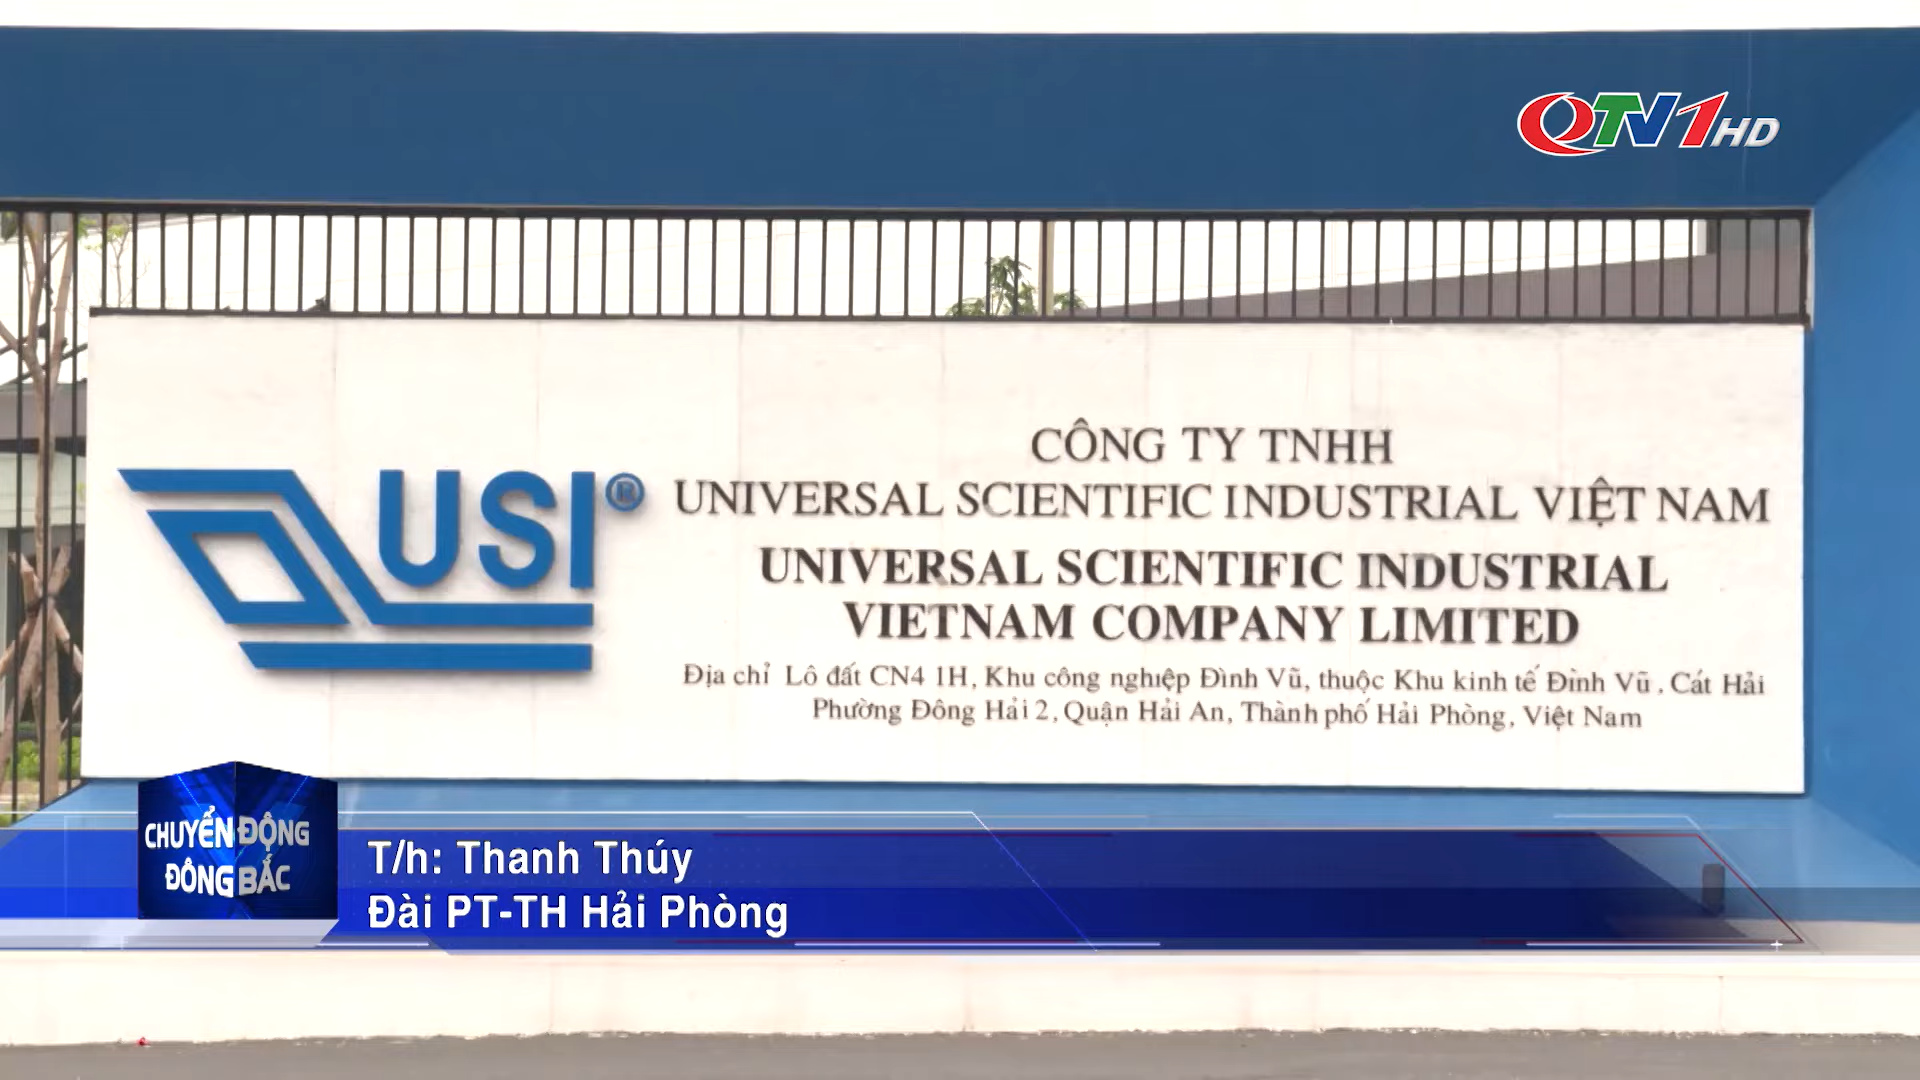 QTV1HD
USI®
CÔNG TY TNHH
UNIVERSAL SCIENTIFIC INDUSTRIAL VIỆT NAM
UNIVERSAL SCIENTIFIC INDUSTRIAL
VIETNAM COMPANY LIMITED
Địa chỉ Lô đất CN4 1H, Khu công nghiệp Đình Vũ, thuộc Khu kinh tế Đình Vũ, Cát Hải
Phường Đông Hải 2, Quận Hải An, Thành phố Hải Phòng, Việt Nam
CHUYỂN ĐỘNG
ĐÔNG BẮC
T/h: Thanh Thúy
Đài PT-TH Hải Phòng